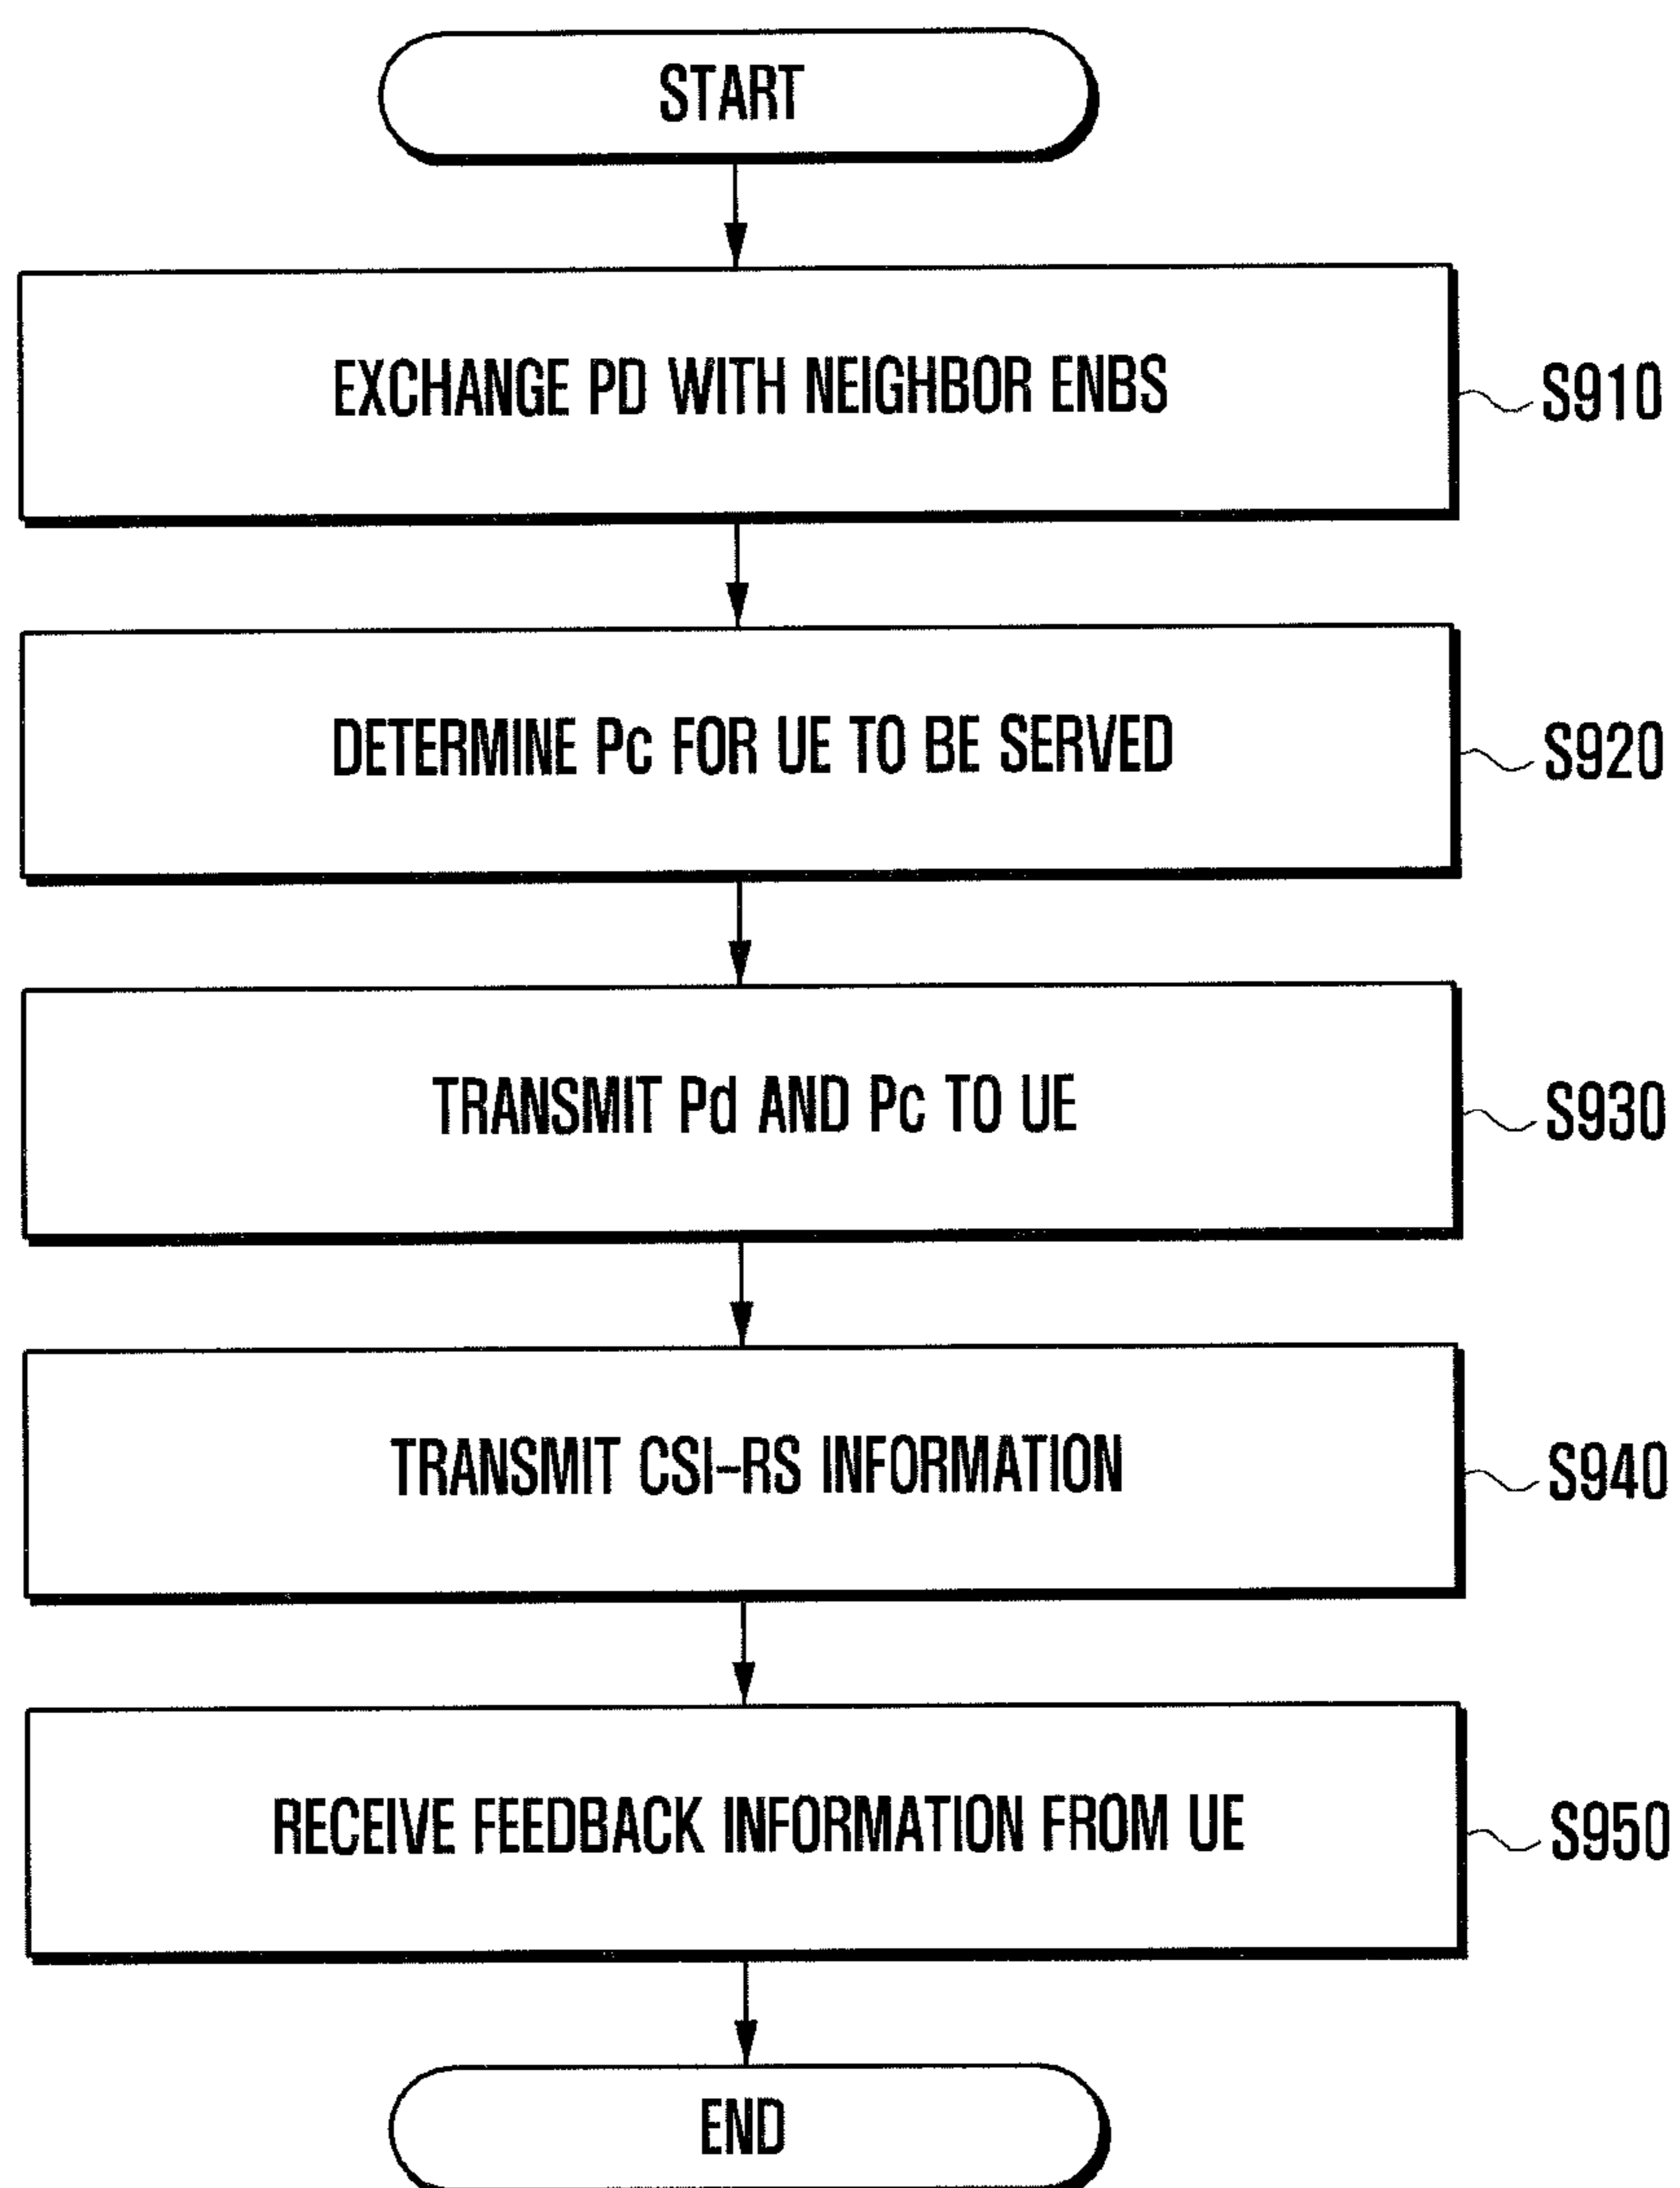 START
EXCHANGE PD WITH NEIGHBOR ENBS
S910
DETERMINE Pc FOR UE TO BE SERVED
S920
TRANSMIT Pd AND Pc TO UE
S930
TRANSMIT CSI-RS INFORMATION
S940
RECEIVE FEEDBACK INFORMATION FROM UE
S950
END